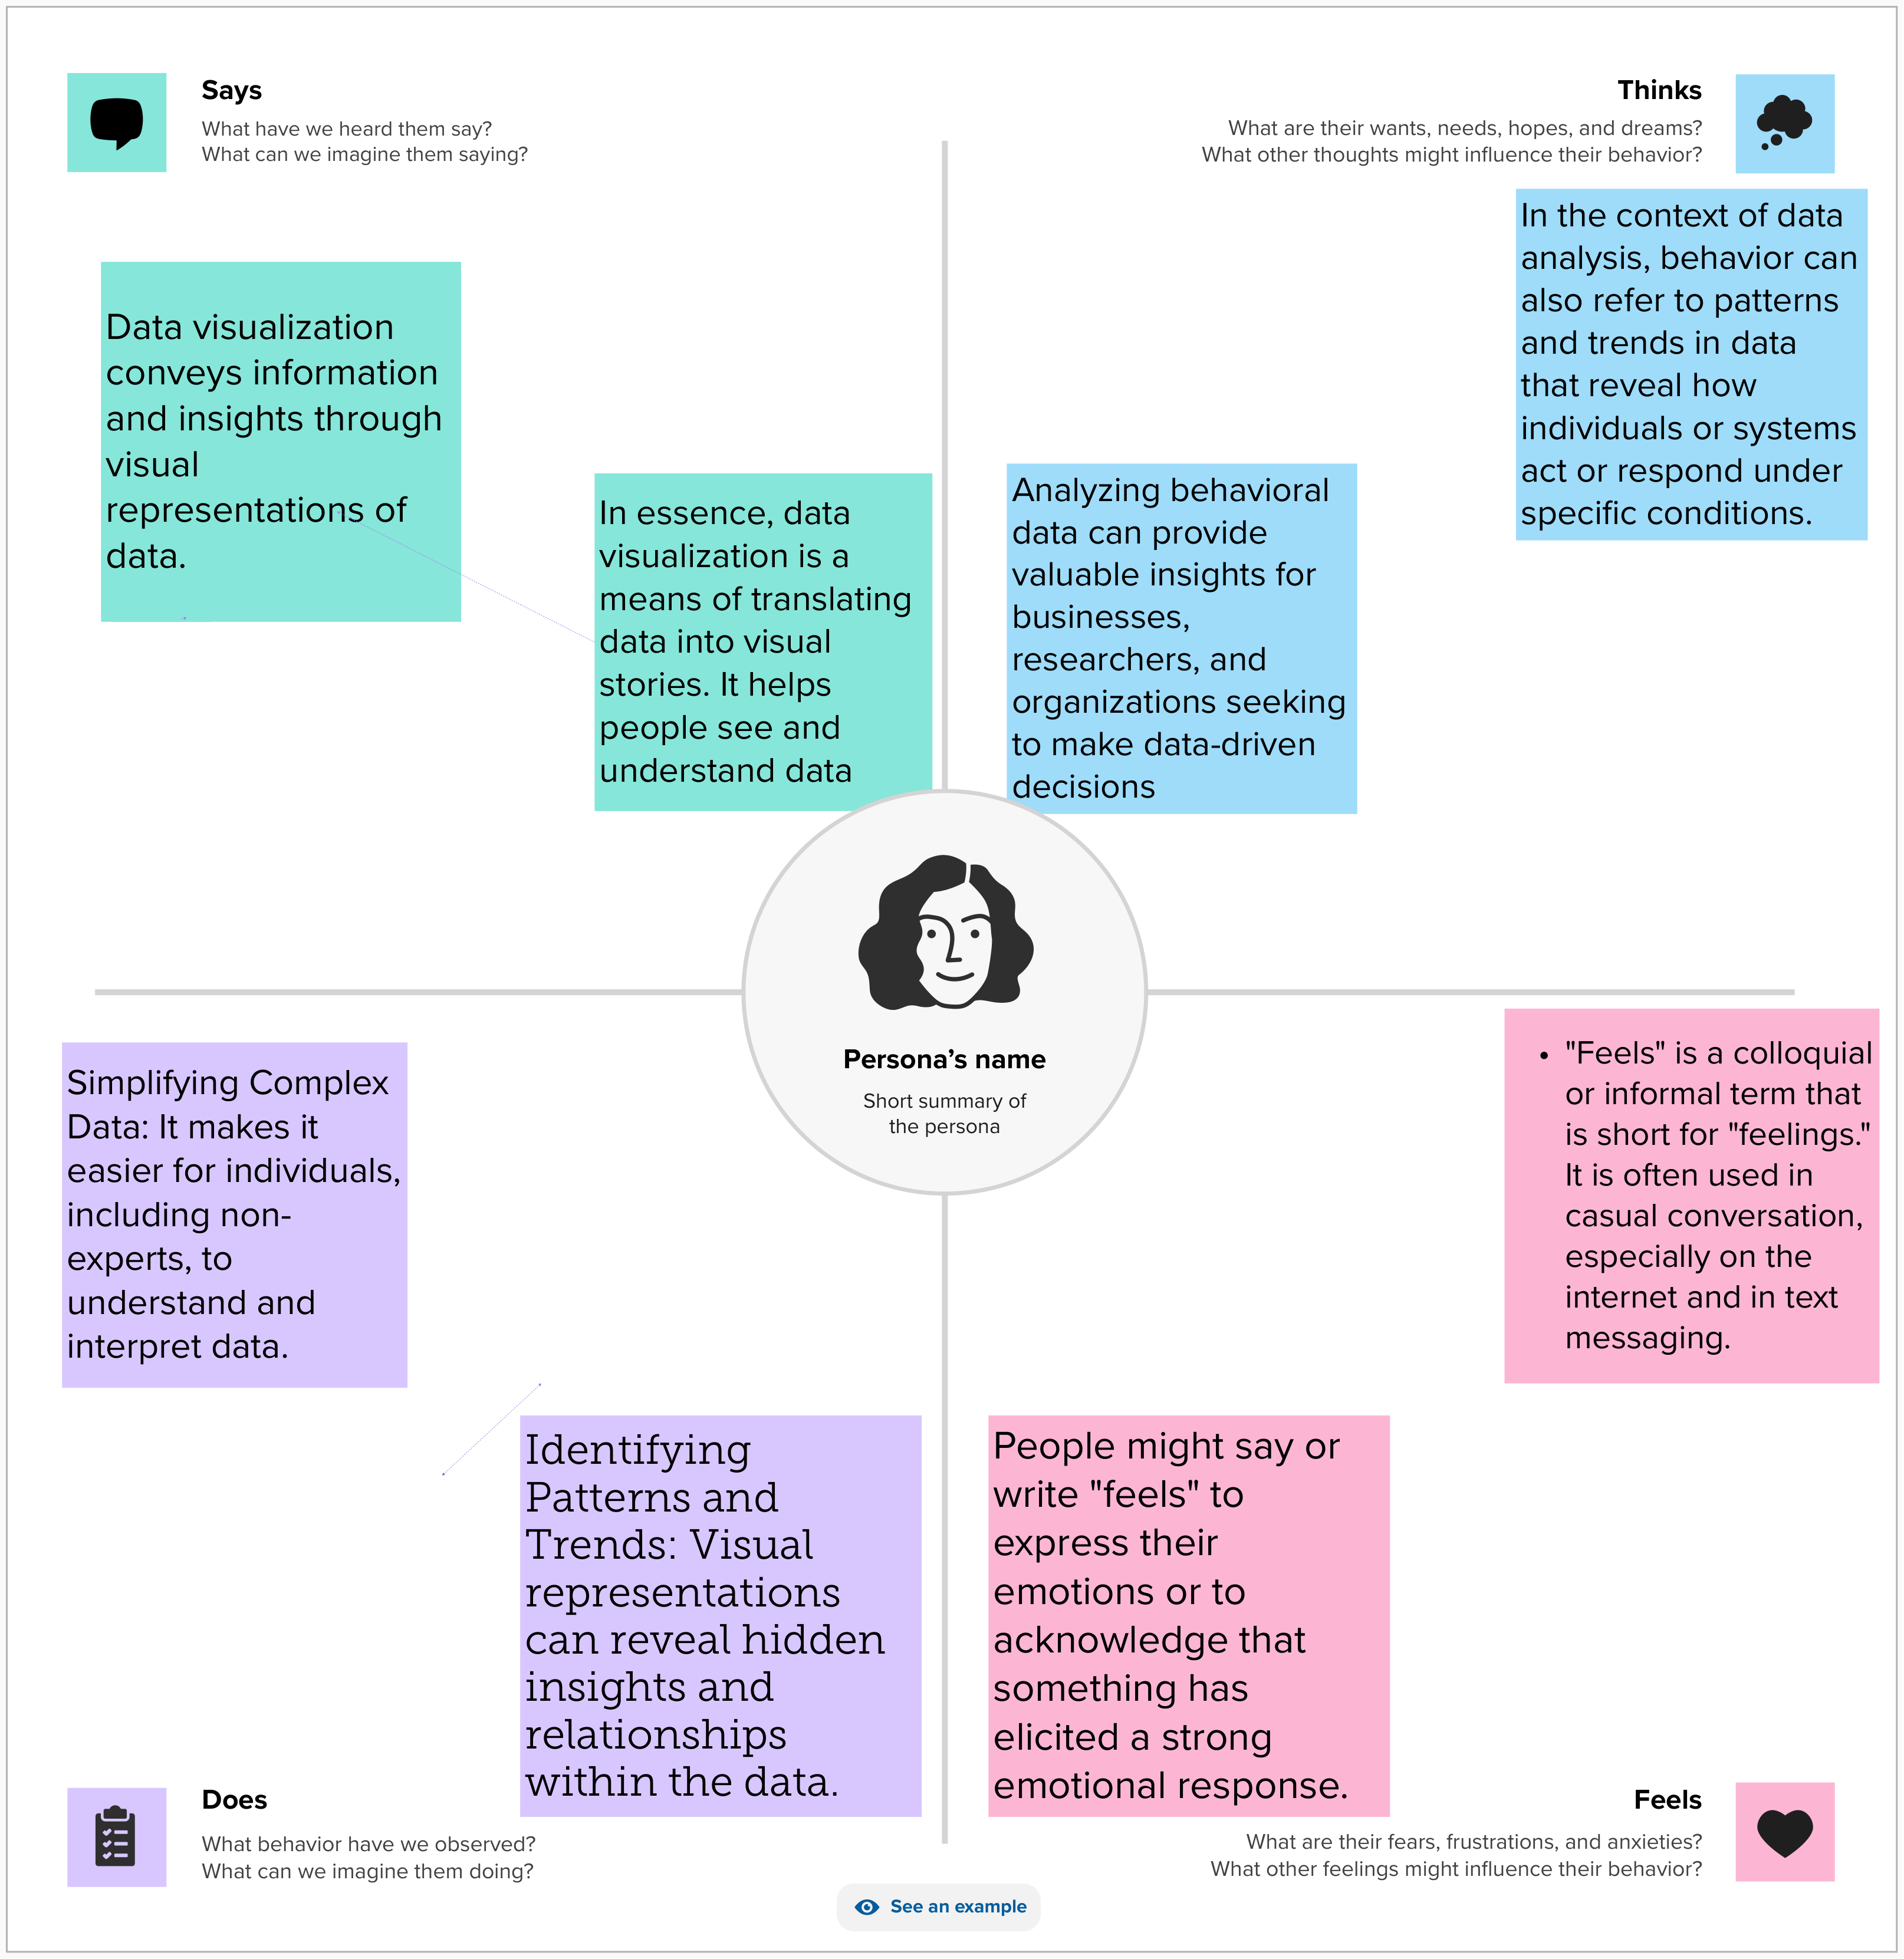 Says
What have we heard them say?
What can we imagine them saying?
Thinks
What are their wants, needs, hopes, and dreams?
What other thoughts might influence their behavior?
Data visualization
conveys information
and insights through
visual
representations of
data.
In essence, data
visualization is a
means of translating
data into visual
stories. It helps
people see and
understand data
Analyzing behavioral
data can provide
valuable insights for
businesses,
researchers, and
organizations seeking
to make data-driven
decisions
In the context of data
analysis, behavior can
also refer to patterns
and trends in data
that reveal how
individuals or systems
act or respond under
specific conditions.
Persona’s name
Short summary of
the persona
Simplifying Complex
Data: It makes it
easier for individuals,
including non-
experts, to
understand and
interpret data.
Identifying
Patterns and
Trends: Visual
representations
can reveal hidden
insights and
relationships
within the data.
People might say or
write "feels" to
express their
emotions or to
acknowledge that
something has
elicited a strong
emotional response.
• "Feels" is a colloquial
or informal term that
is short for "feelings."
It is often used in
casual conversation,
especially on the
internet and in text
messaging.
Does
What behavior have we observed?
What can we imagine them doing?
Feels
What are their fears, frustrations, and anxieties?
What other feelings might influence their behavior?
See an example